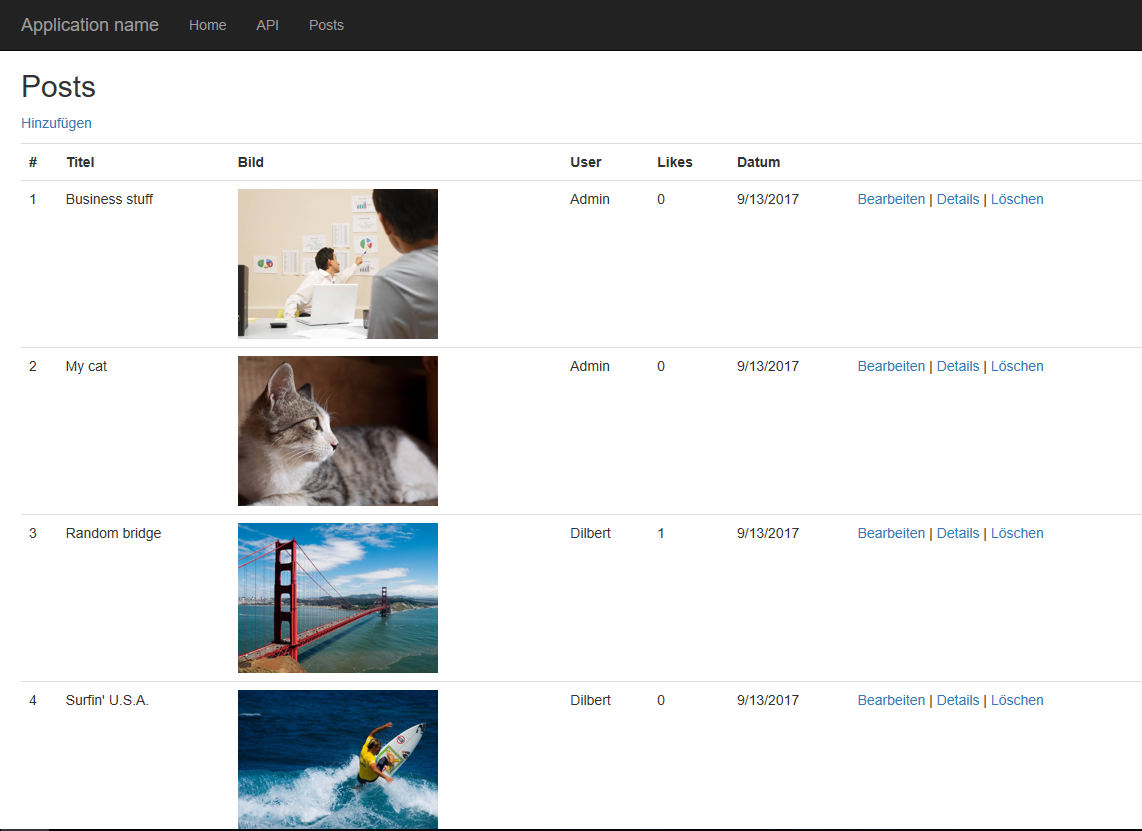 Application name Home API Posts
Posts
Hinzufügen
# Titel Bild User Likes Datum
1 Business stuff Admin 0 9/13/2017 Bearbeiten | Details | Löschen
2 My cat Admin 0 9/13/2017 Bearbeiten | Details | Löschen
3 Random bridge Dilbert 1 9/13/2017 Bearbeiten | Details | Löschen
4 Surfin' U.S.A. Dilbert 0 9/13/2017 Bearbeiten | Details | Löschen